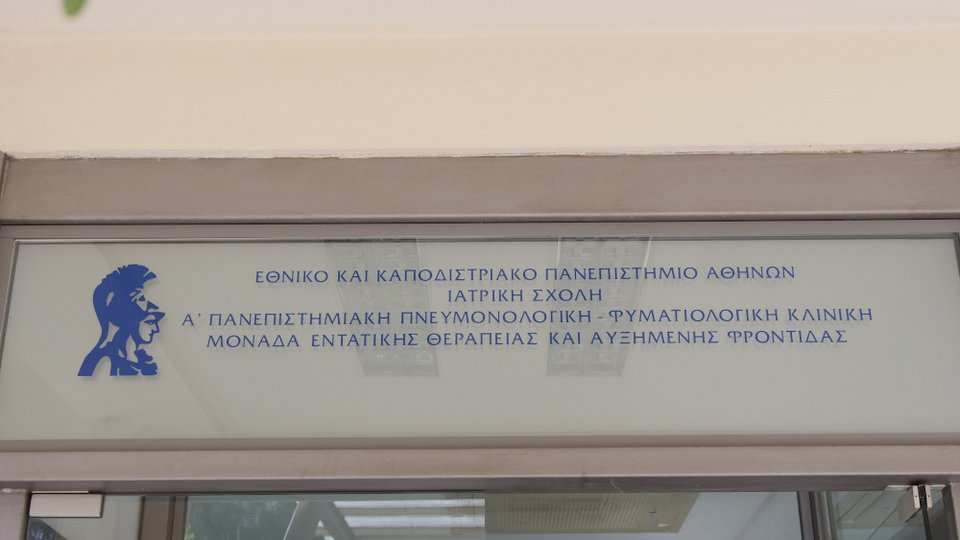 ΕΘΝΙΚΟ ΚΑΙ ΚΑΠΟΔΙΣΤΡΙΑΚΟ ΠΑΝΕΠΙΣΤΗΜΙΟ ΑΘΗΝΩΝ
ΙΑΤΡΙΚΗ ΣΧΟΛΗ
Α' ΠΑΝΕΠΙΣΤΗΜΙΑΚΗ ΠΝΕΥΜΟΝΟΛΟΓΙΚΗ - ΦΥΜΑΤΙΟΛΟΓΙΚΗ ΚΛΙΝΙΚΗ
ΜΟΝΑΔΑ ΕΝΤΑΤΙΚΗΣ ΘΕΡΑΠΕΙΑΣ ΚΑΙ ΑΥΞΗΜΕΝΗΣ ΦΡΟΝΤΙΔΑΣ